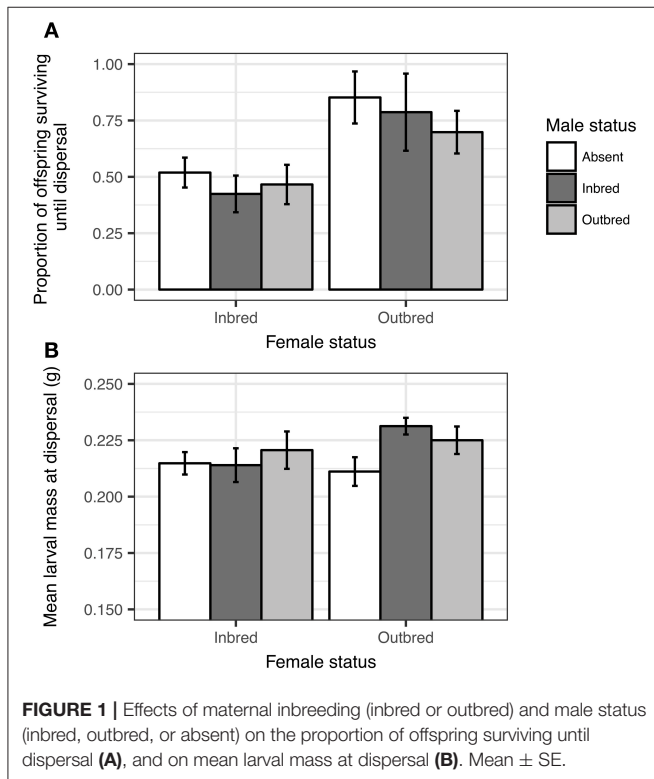 A
1.00
0.75
0.50
0.25
0.00
Proportion of offspring surviving
until dispersal
Inbred
Outbred
Female status
Male status
Absent
Inbred
Outbred
B
0.250
0.225
0.200
0.175
0.150
Mean larval mass at dispersal (g)
Inbred
Outbred
Female status
FIGURE 1 | Effects of maternal inbreeding (inbred or outbred) and male status
(inbred, outbred, or absent) on the proportion of offspring surviving until
dispersal (A), and on mean larval mass at dispersal (B). Mean ± SE.